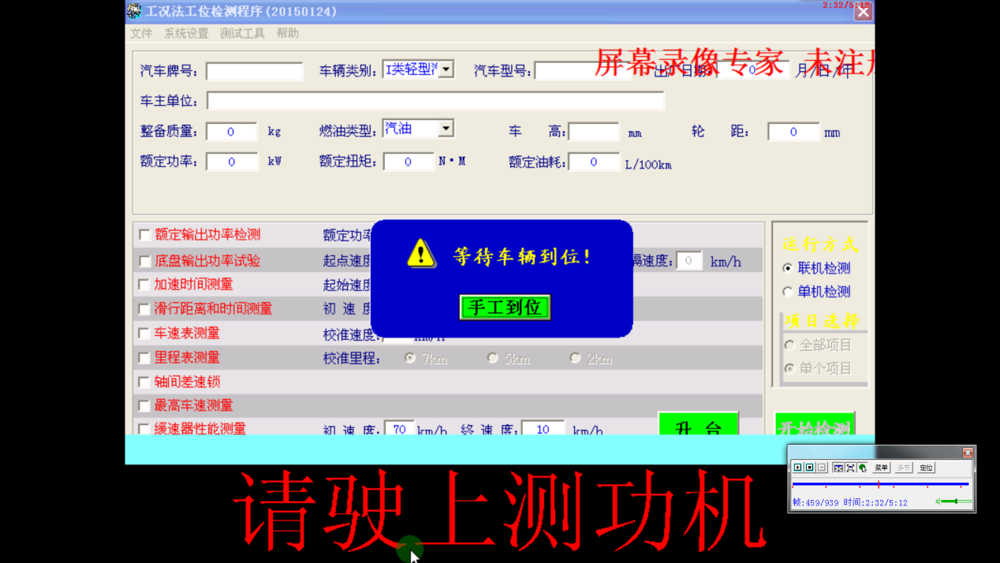 工况法工位检测程序(20150124)
2:32/5:12
文件 系统设置 测试工具 帮助
屏幕录像专家 未注册
汽车牌号: 车辆类别: I类轻型汽 汽车型号: 出厂日期: 0 月/日/年
车主单位:
整备质量: 0 kg 燃油类型: 汽油 车 高: mm 轮 距: 0 mm
额定功率: 0 kW 额定扭矩: 0 N·M 额定油耗: 0 L/100km
额定输出功率检测 额定功率
底盘输出功率试验 起点速度 隔速度: 0 km/h
加速时间测量 起始速度
滑行距离和时间测量 初 速 度
车速表测量 校准速度: km/h
里程表测量 校准里程: 7km 5km 2km
轴间差速锁
最高车速测量
缓速器性能测量 初 速 度: 70 km/h 终 速 度: 10 km/h
升 台
等待车辆到位!
手工到位
运行方式
联机检测
单机检测
项目选择
全部项目
单个项目
开始检测
菜单 多节 定位
帧:459/939 时间:2:32/5:12
请驶上测功机